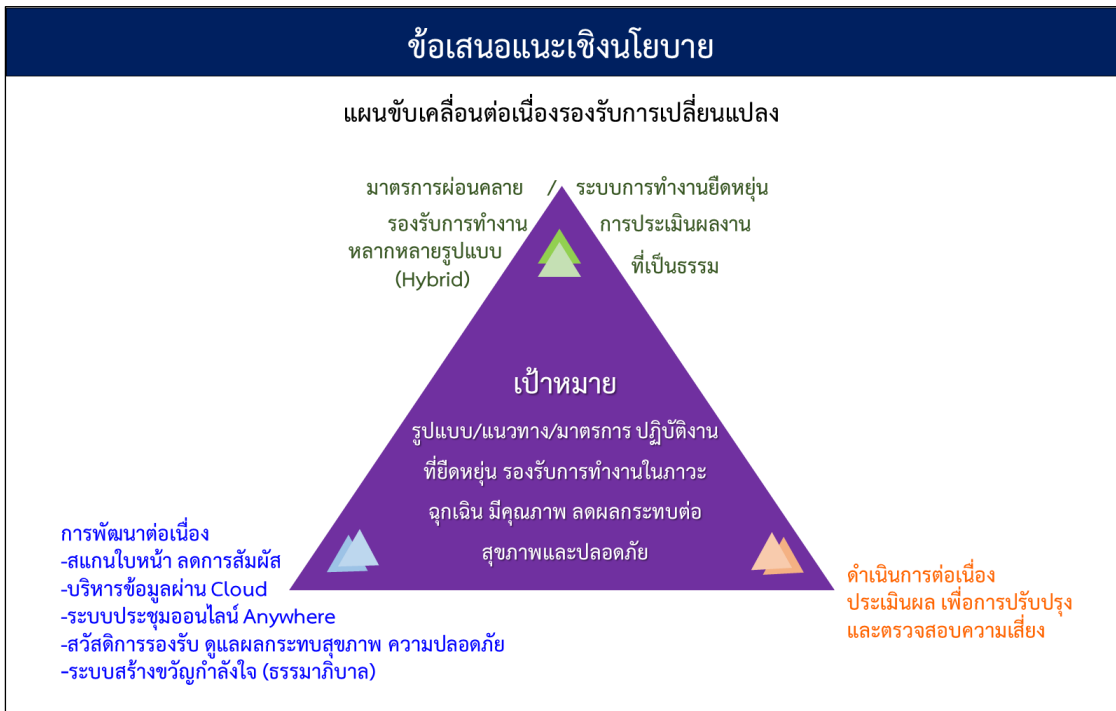 ข้อเสนอแนะเชิงนโยบาย
แผนขับเคลื่อนต่อเนื่องรองรับการเปลี่ยนแปลง
มาตรการผ่อนคลาย / ระบบการทำงานยืดหยุ่น
รองรับการทำงาน การประเมินผลงาน
หลากหลายรูปแบบ
ที่เป็นธรรม
(Hybrid)
เป้าหมาย
รูปแบบ/แนวทาง/มาตรการ ปฏิบัติงาน
ที่ยืดหยุ่น รองรับการทำงานในภาวะ
ฉุกเฉิน มีคุณภาพ ลดผลกระทบต่อ
สุขภาพและปลอดภัย
การพัฒนาต่อเนื่อง
-สแกนใบหน้า ลดการสัมผัส
-บริหารข้อมูลผ่าน Cloud
-ระบบประชุมออนไลน์ Anywhere
-สวัสดิการรองรับ ดูแลผลกระทบสุขภาพ ความปลอดภัย
-ระบบสร้างขวัญกำลังใจ (ธรรมาภิบาล)
ดำเนินการต่อเนื่อง
ประเมินผล เพื่อการปรับปรุง
และตรวจสอบความเสี่ยง